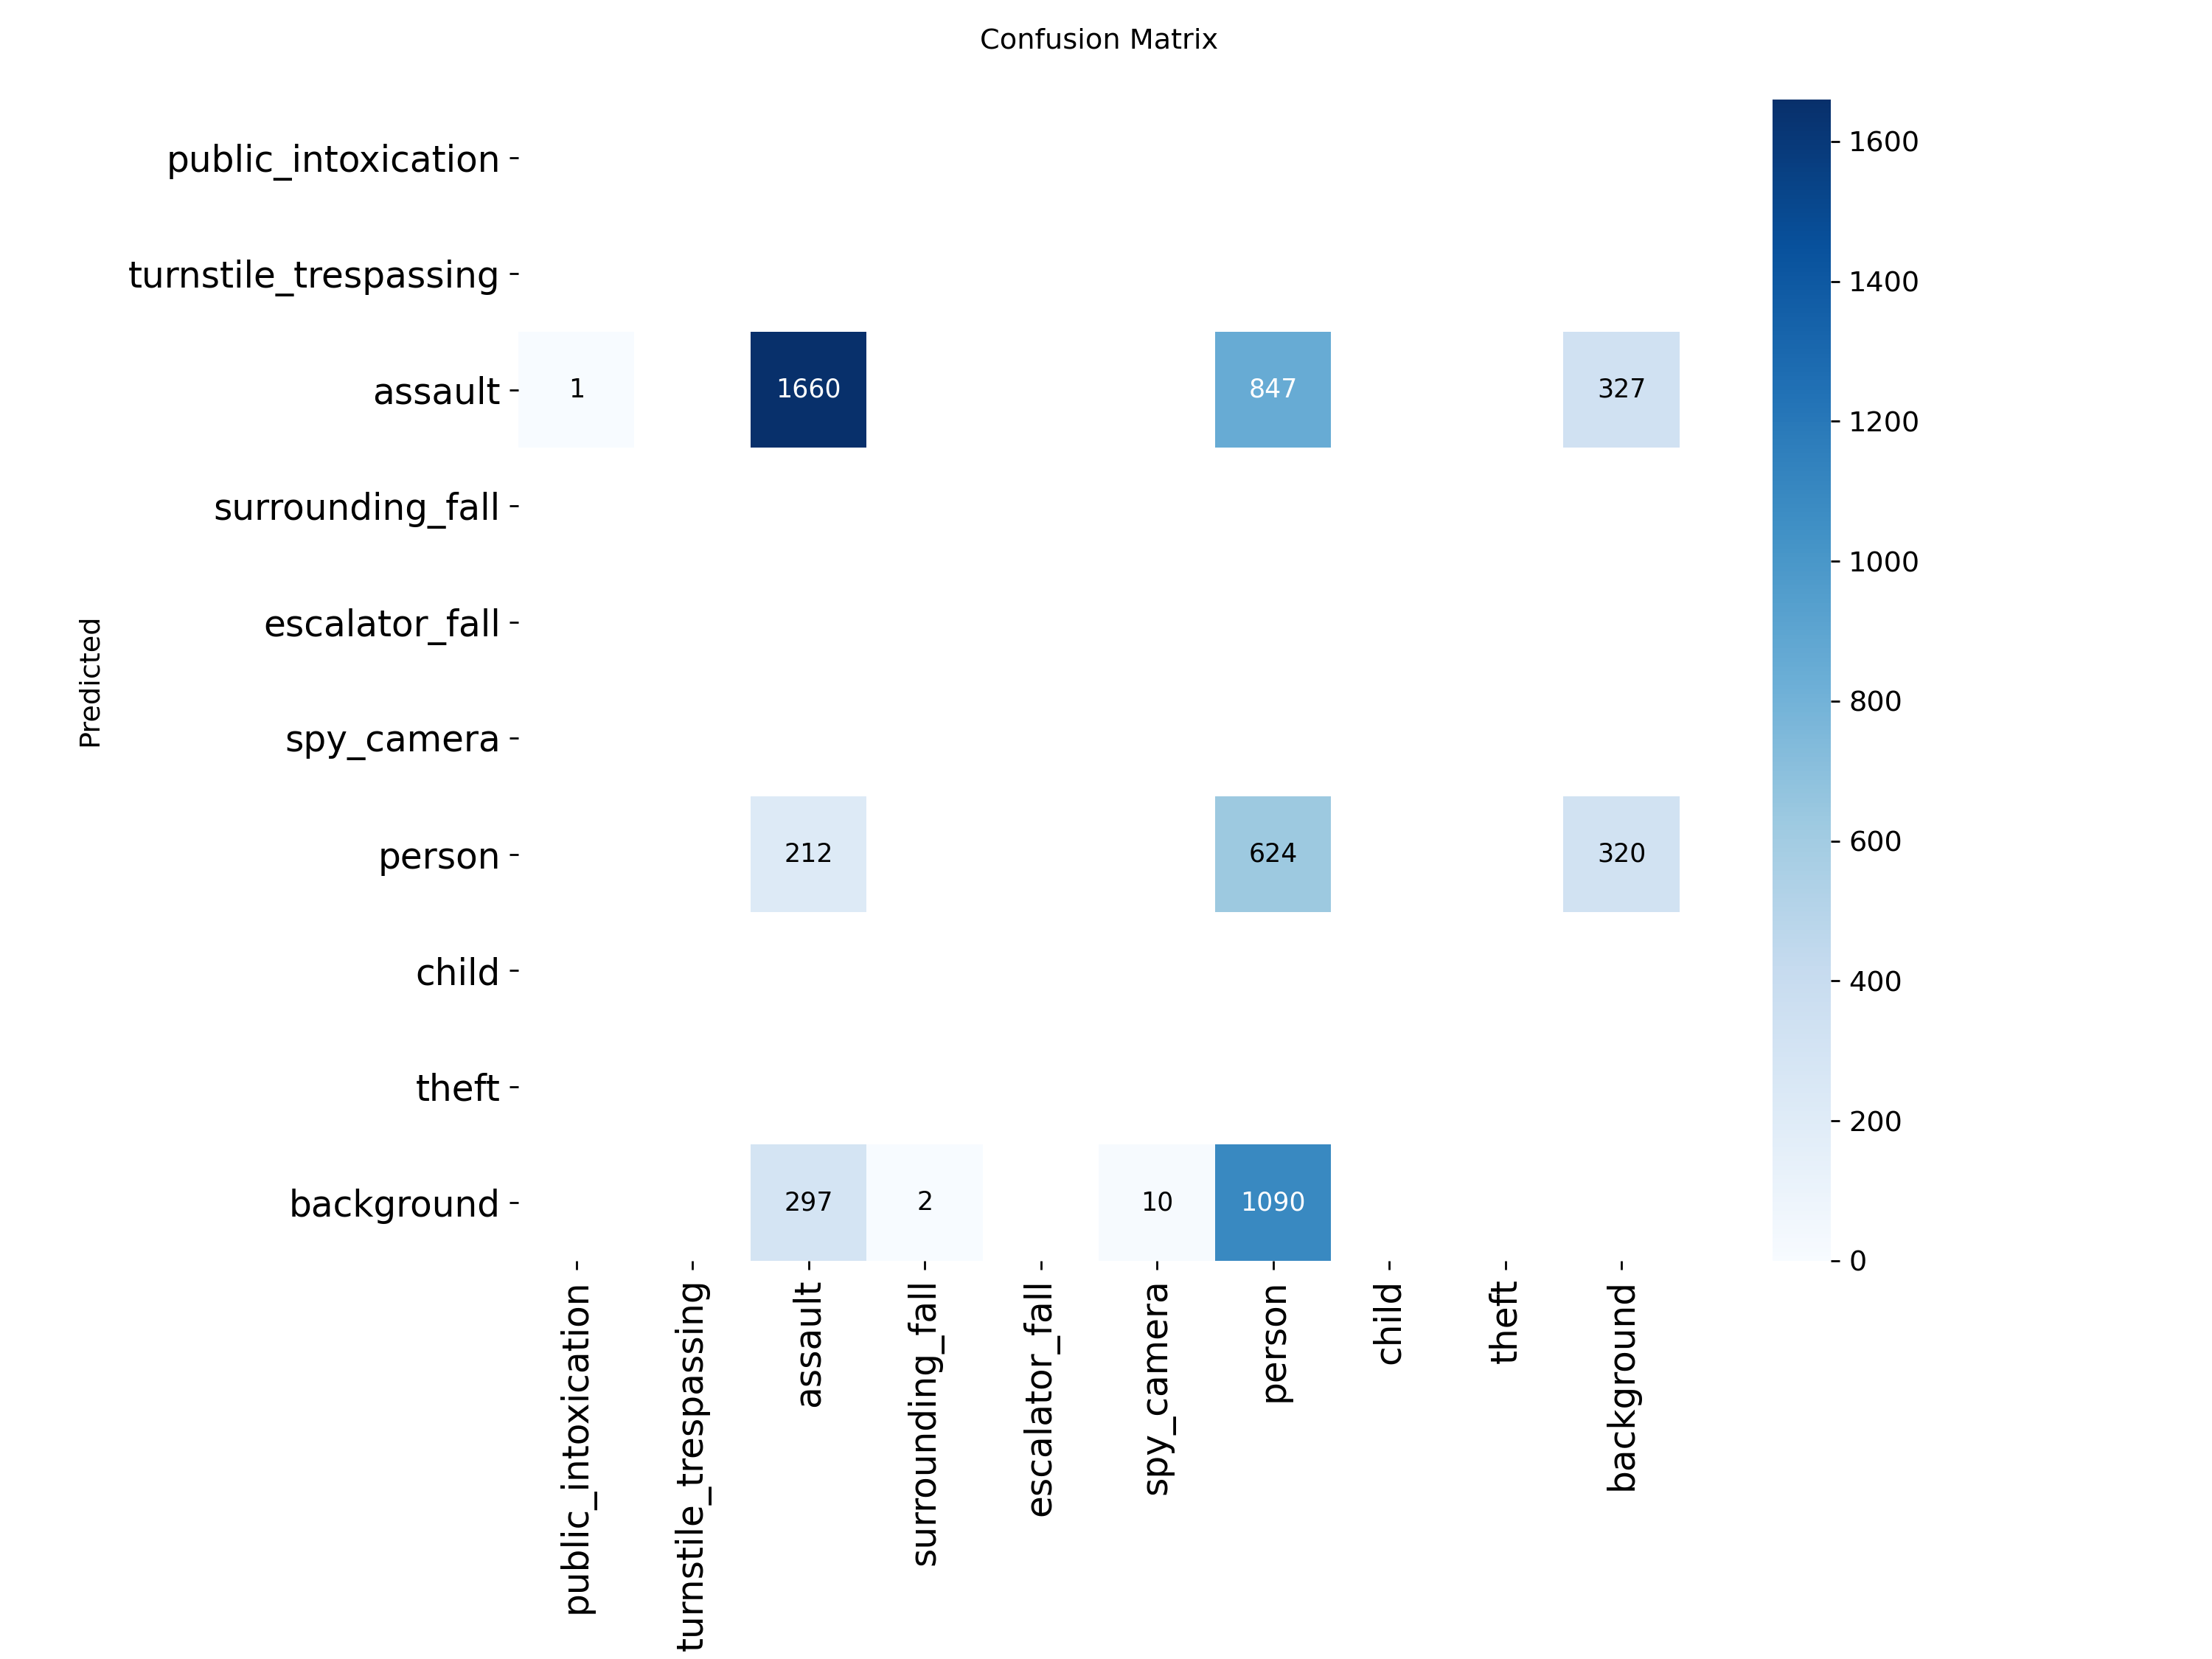 Confusion Matrix
public_intoxication
turnstile_trespassing
assault
surrounding_fall
escalator_fall
spy_camera
person
child
theft
background
Predicted
1 1660 847 327
212 624 320
297 2 10 1090
public_intoxication
turnstile_trespassing
assault
surrounding_fall
escalator_fall
spy_camera
person
child
theft
background
1600
1400
1200
1000
800
600
400
200
0